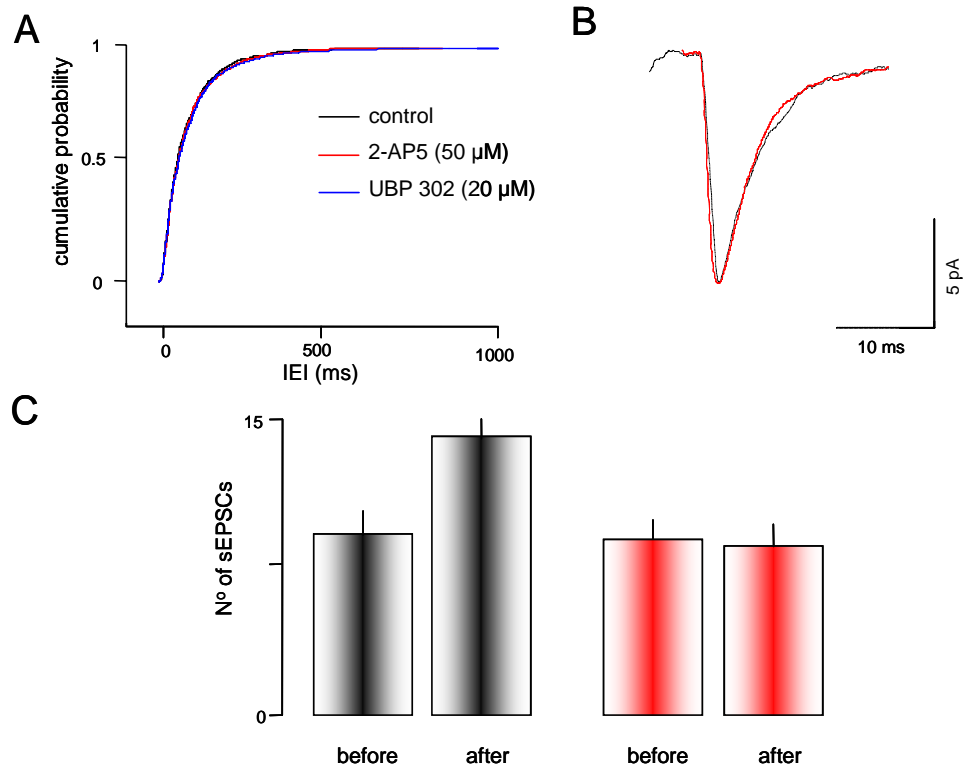 A
1
0.5
0
cumulative probability
control
2-AP5 (50 µM)
UBP 302 (20 µM)
0
500
1000
IEI (ms)
B
5 pA
10 ms
C
15
0
Nº of sEPSCs
before
after
before
after